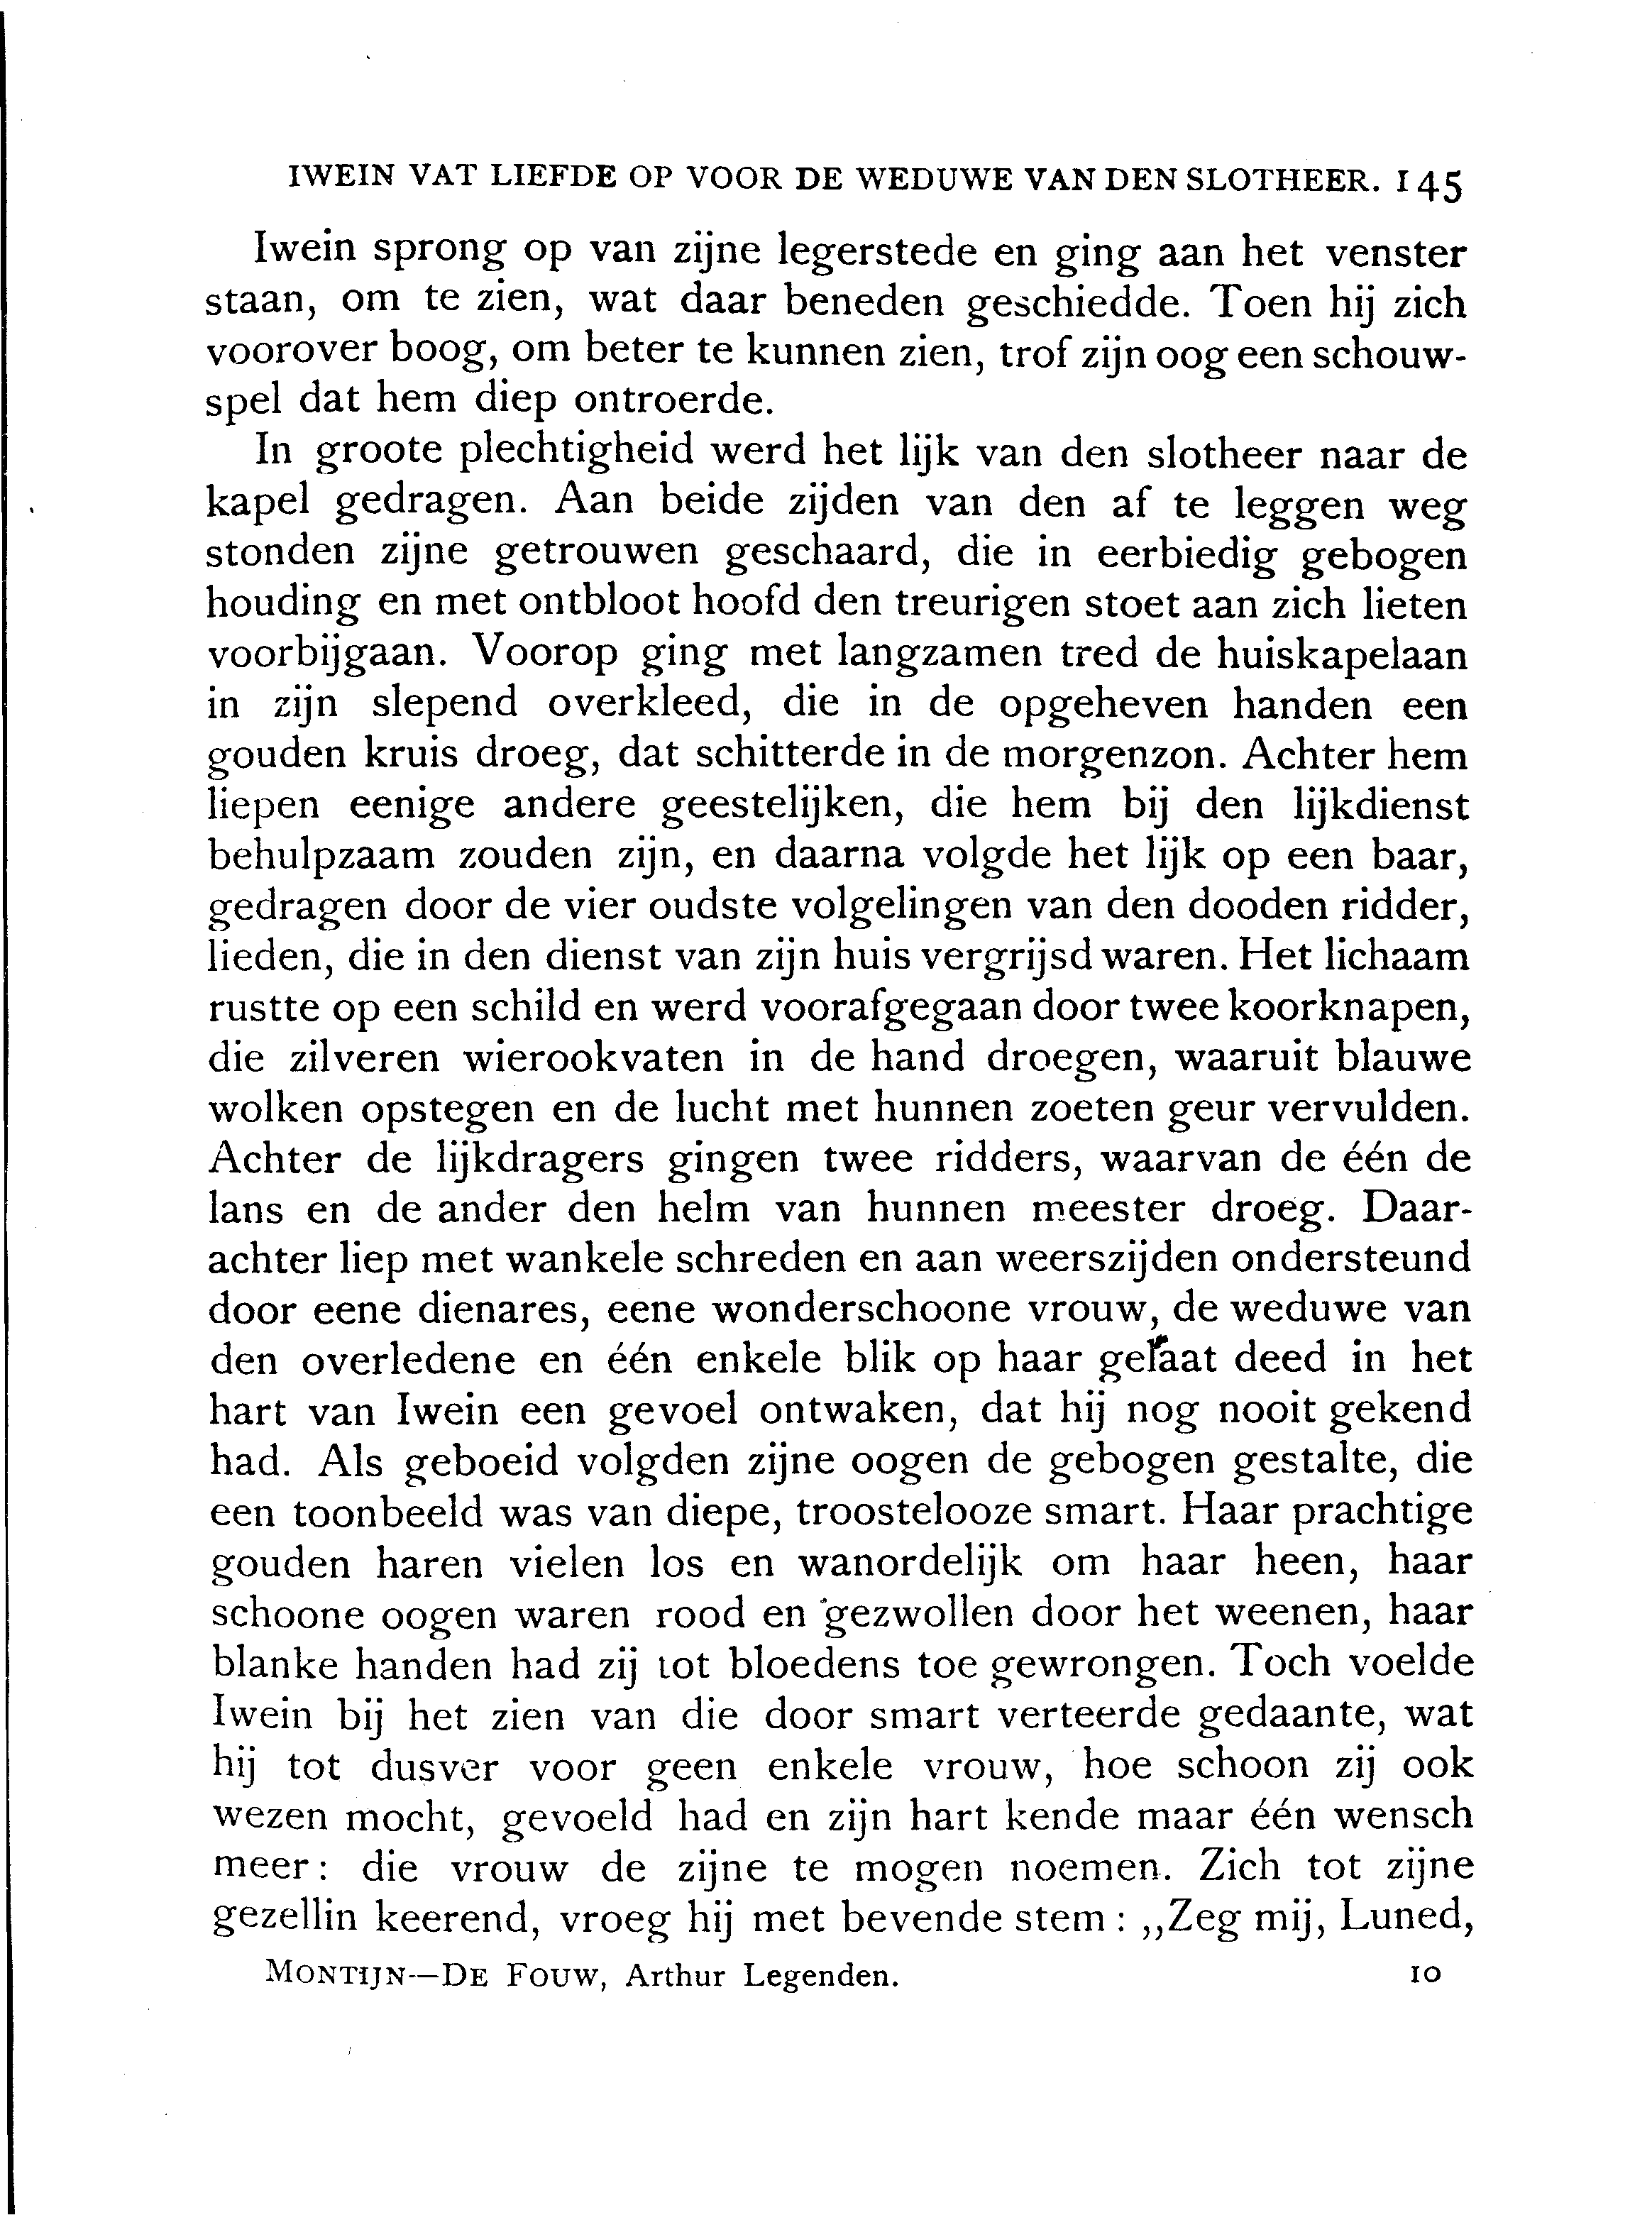 IWEIN VAT LIEFDE OP VOOR DE WEDUWE VAN DEN SLOTHEER. 145
Iwein sprong op van zijne legerstede en ging aan het venster
staan, om te zien, wat daar beneden geschiedde. Toen hij zich
voorover boog, om beter te kunnen zien, trof zijn oog een schouw-
spel dat hem diep ontroerde.
In groote plechtigheid werd het lijk van den slotheer naar de
kapel gedragen. Aan beide zijden van den af te leggen weg
stonden zijne getrouwen geschaard, die in eerbiedig gebogen
houding en met ontbloot hoofd den treurigen stoet aan zich lieten
voorbijgaan. Voorop ging met langzamen tred de huiskapelaan
in zijn slepend overkleed, die in de opgeheven handen een
gouden kruis droeg, dat schitterde in de morgenzon. Achter hem
liepen eenige andere geestelijken, die hem bij den lijkdienst
behulpzaam zouden zijn, en daarna volgde het lijk op een baar,
gedragen door de vier oudste volgelingen van den dooden ridder,
lieden, die in den dienst van zijn huis vergrijsd waren. Het lichaam
rustte op een schild en werd voorafgegaan door twee koorknapen,
die zilveren wierookvaten in de hand droegen, waaruit blauwe
wolken opstegen en de lucht met hunnen zoeten geur vervulden.
Achter de lijkdragers gingen twee ridders, waarvan de één de
lans en de ander den helm van hunnen meester droeg. Daar-
achter liep met wankele schreden en aan weerszijden ondersteund
door eene dienares, eene wonderschoone vrouw, de weduwe van
den overledene en één enkele blik op haar gelaat deed in het
hart van Iwein een gevoel ontwaken, dat hij nog nooit gekend
had. Als geboeid volgden zijne oogen de gebogen gestalte, die
een toonbeeld was van diepe, troostelooze smart. Haar prachtige
gouden haren vielen los en wanordelijk om haar heen, haar
schoone oogen waren rood en gezwollen door het weenen, haar
blanke handen had zij tot bloedens toe gewrongen. Toch voelde
Iwein bij het zien van die door smart verteerde gedaante, wat
hij tot dusver voor geen enkele vrouw, hoe schoon zij ook
wezen mocht, gevoeld had en zijn hart kende maar één wensch
meer: die vrouw de zijne te mogen noemen. Zich tot zijne
gezellin keerend, vroeg hij met bevende stem : „Zeg mij, Luned,
MONTIJN—DE FOUW, Arthur Legenden. 10